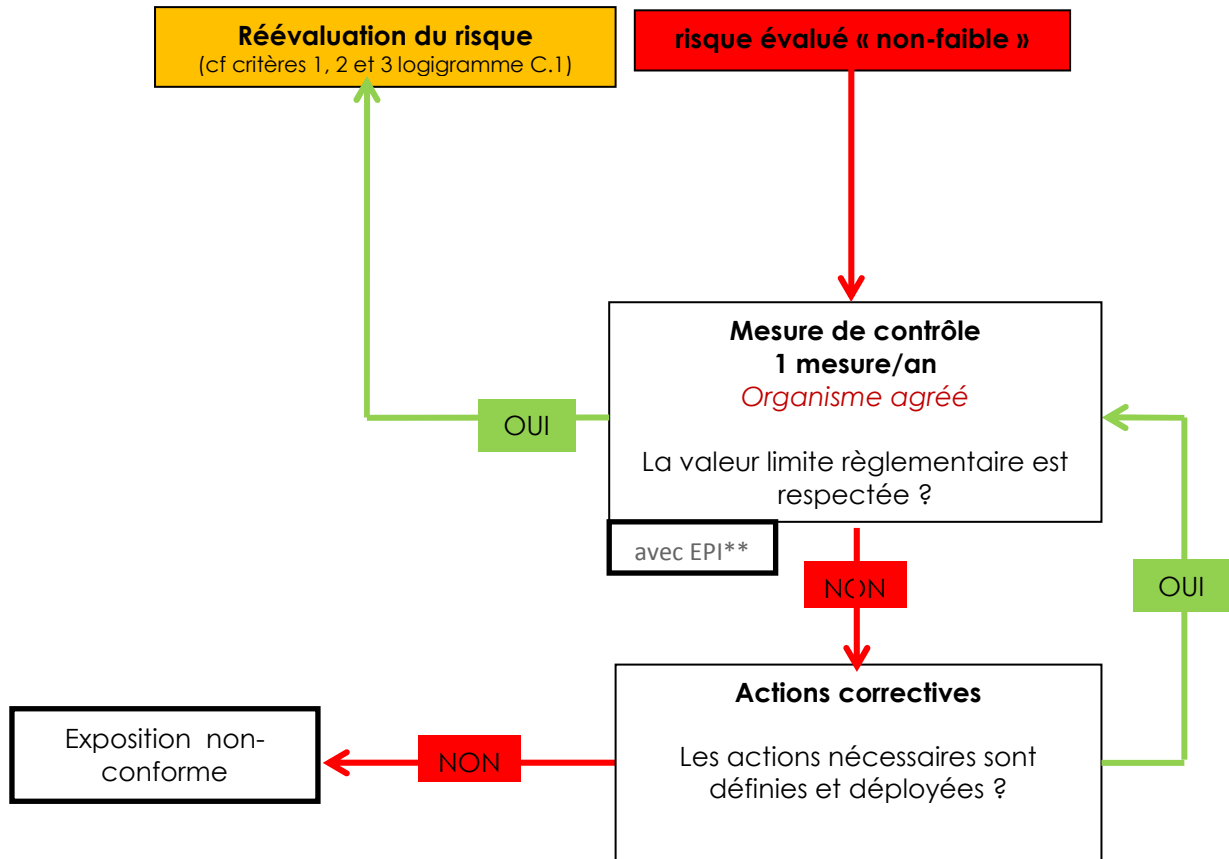 Réévaluation du risque
(cf critères 1, 2 et 3 logigramme C.1)
risque évalué « non-faible »
Mesure de contrôle
1 mesure/an
Organisme agréé
OUI
La valeur limite règlementaire est
respectée ?
avec EPI**
NON
OUI
Actions correctives
Exposition non-
conforme
NON
Les actions nécessaires sont
définies et déployées ?